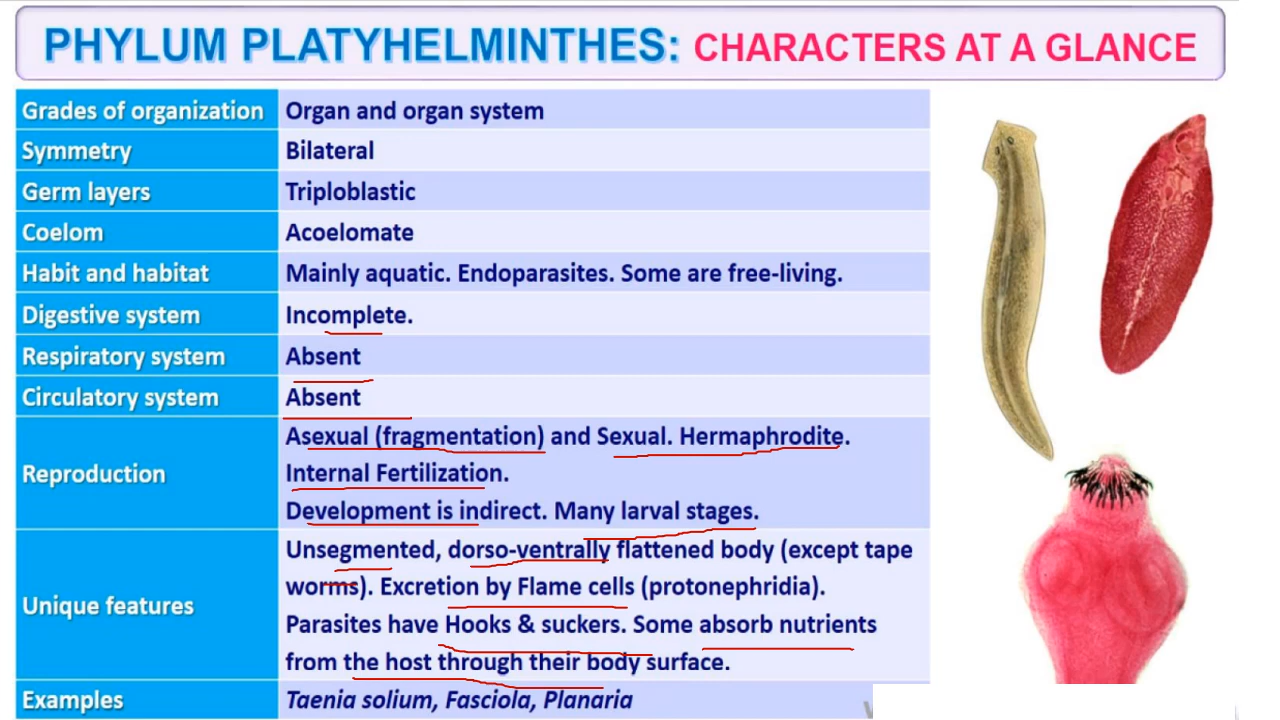 PHYLUM PLATYHELMINTHES: CHARACTERS AT A GLANCE
Grades of organization Organ and organ system
Symmetry Bilateral
Germ layers Triploblastic
Coelom Acoelomate
Habit and habitat Mainly aquatic. Endoparasites. Some are free-living.
Digestive system Incomplete.
Respiratory system Absent
Circulatory system Absent
Reproduction Asexual (fragmentation) and Sexual. Hermaphrodite.
Internal Fertilization.
Development is indirect. Many larval stages.
Unique features Unsegmented, dorso-ventrally flattened body (except tape
worms). Excretion by Flame cells (protonephridia).
Parasites have Hooks & suckers. Some absorb nutrients
from the host through their body surface.
Examples Taenia solium, Fasciola, Planaria